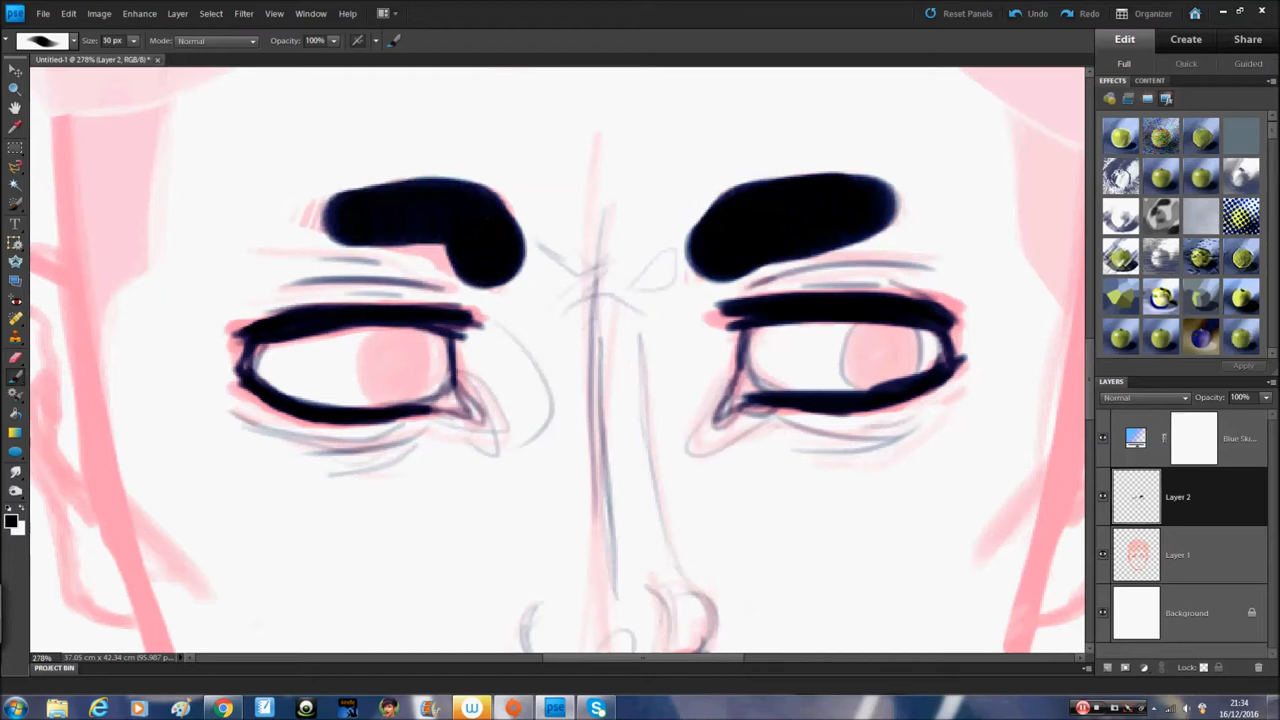 pse File Edit Image Enhance Layer Select Filter View Window Help Reset Panels Undo Redo Organizer
Size: 30 px Mode: Normal Opacity: 100% Edit Create Share
Untitled-1 @ 278% (Layer 2, RGB/8) * × Full Quick Guided
EFFECTS CONTENT
Apply
LAYERS
Normal Opacity: 100%
Blue Ski...
Layer 2
Layer 1
Background
278% 37.05 cm x 42.34 cm (95.987 p... Lock:
PROJECT BIN
kindle W pse S 21:34
16/12/2016